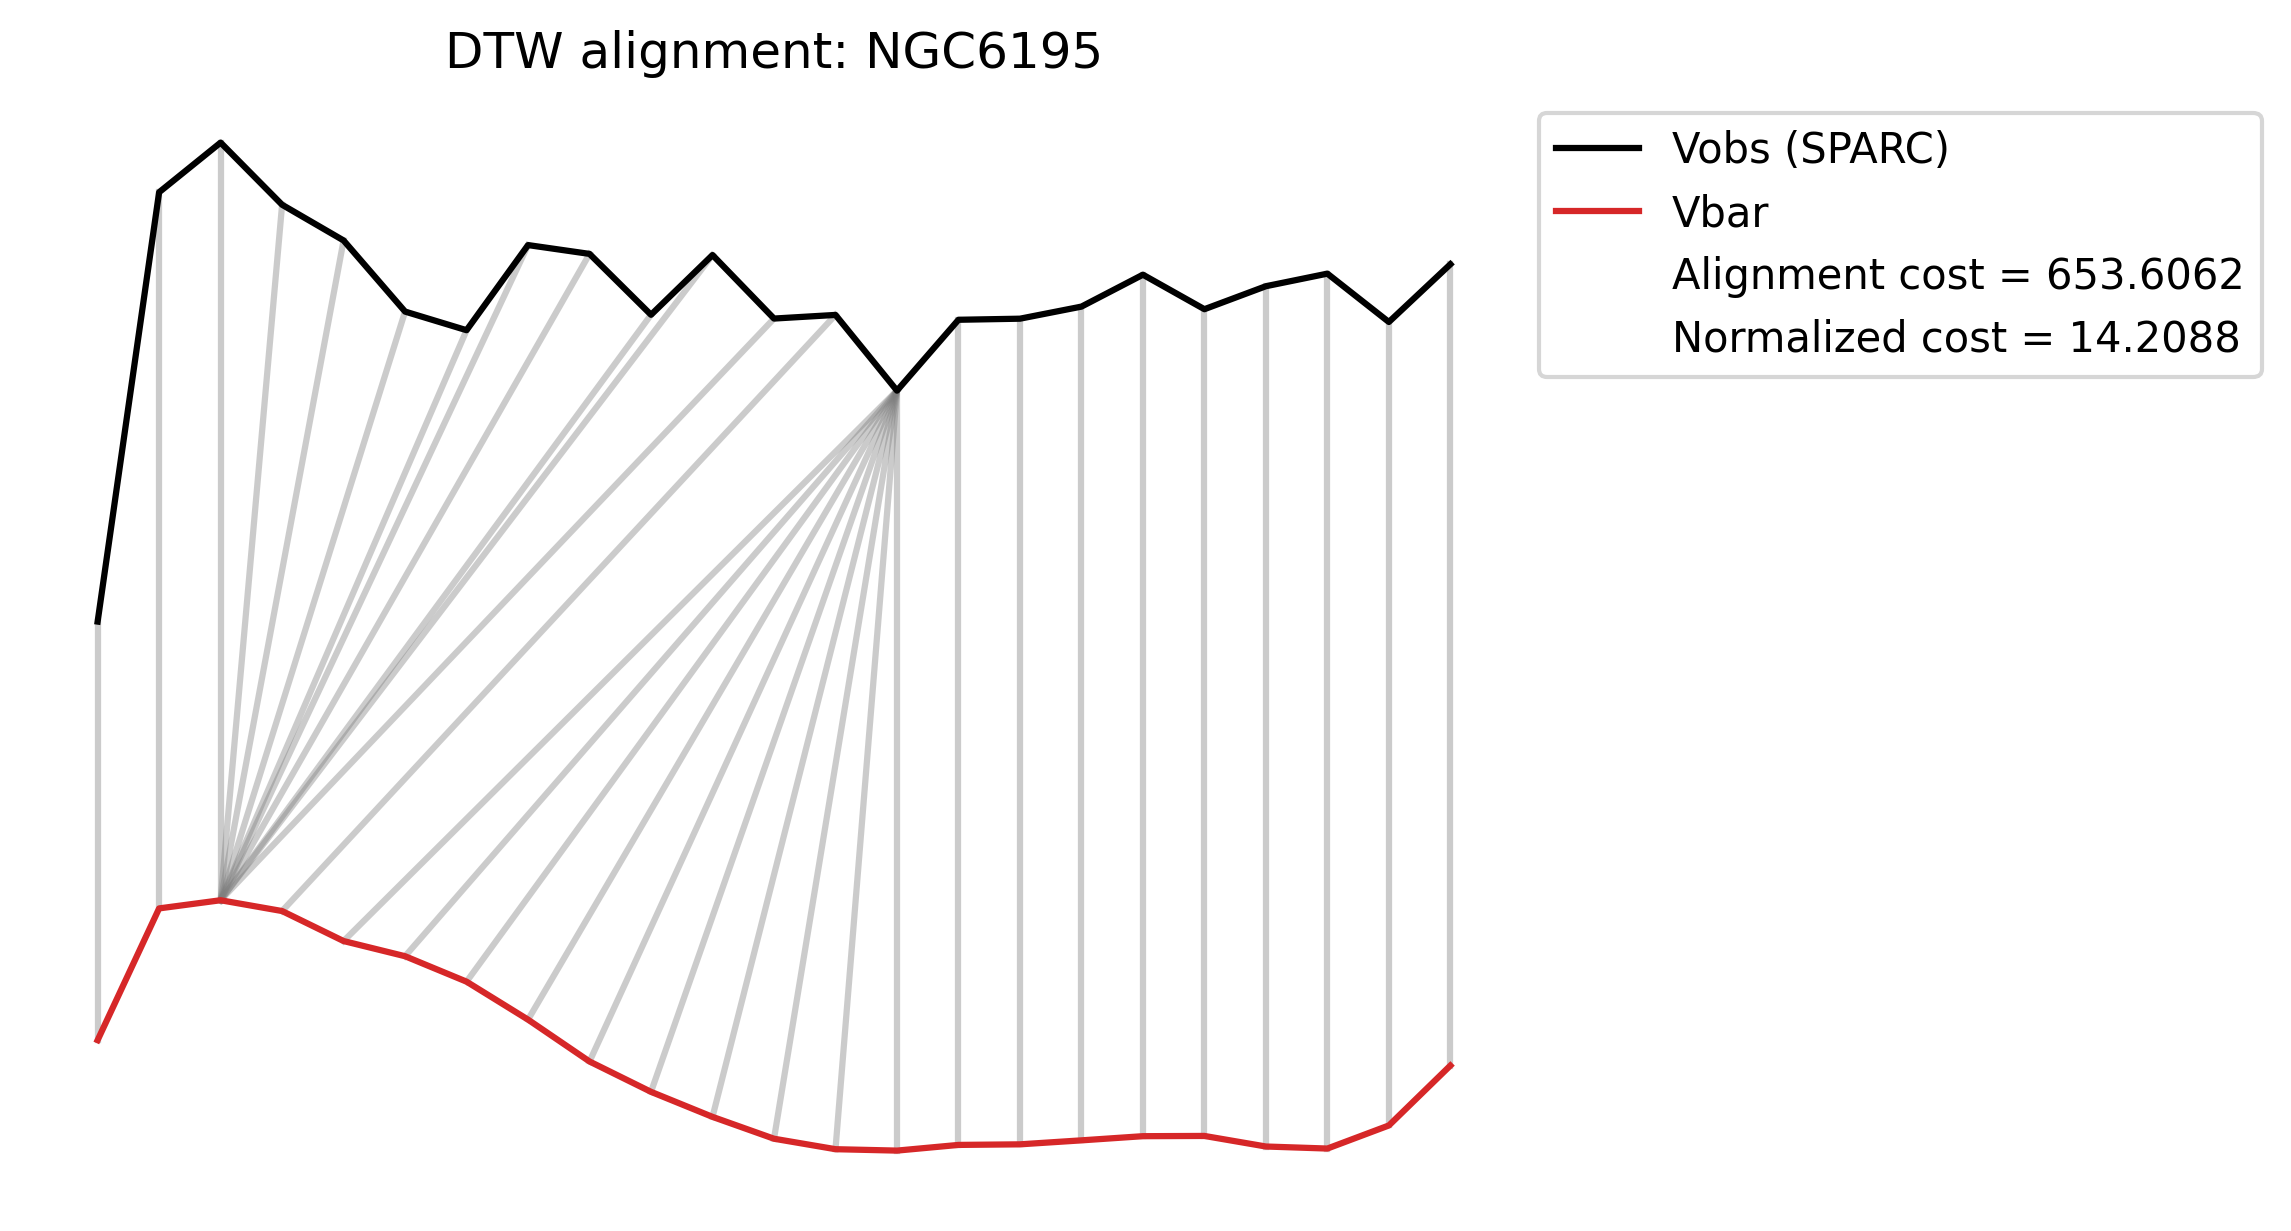 DTW alignment: NGC6195
Vobs (SPARC)
Vbar
Alignment cost = 653.6062
Normalized cost = 14.2088